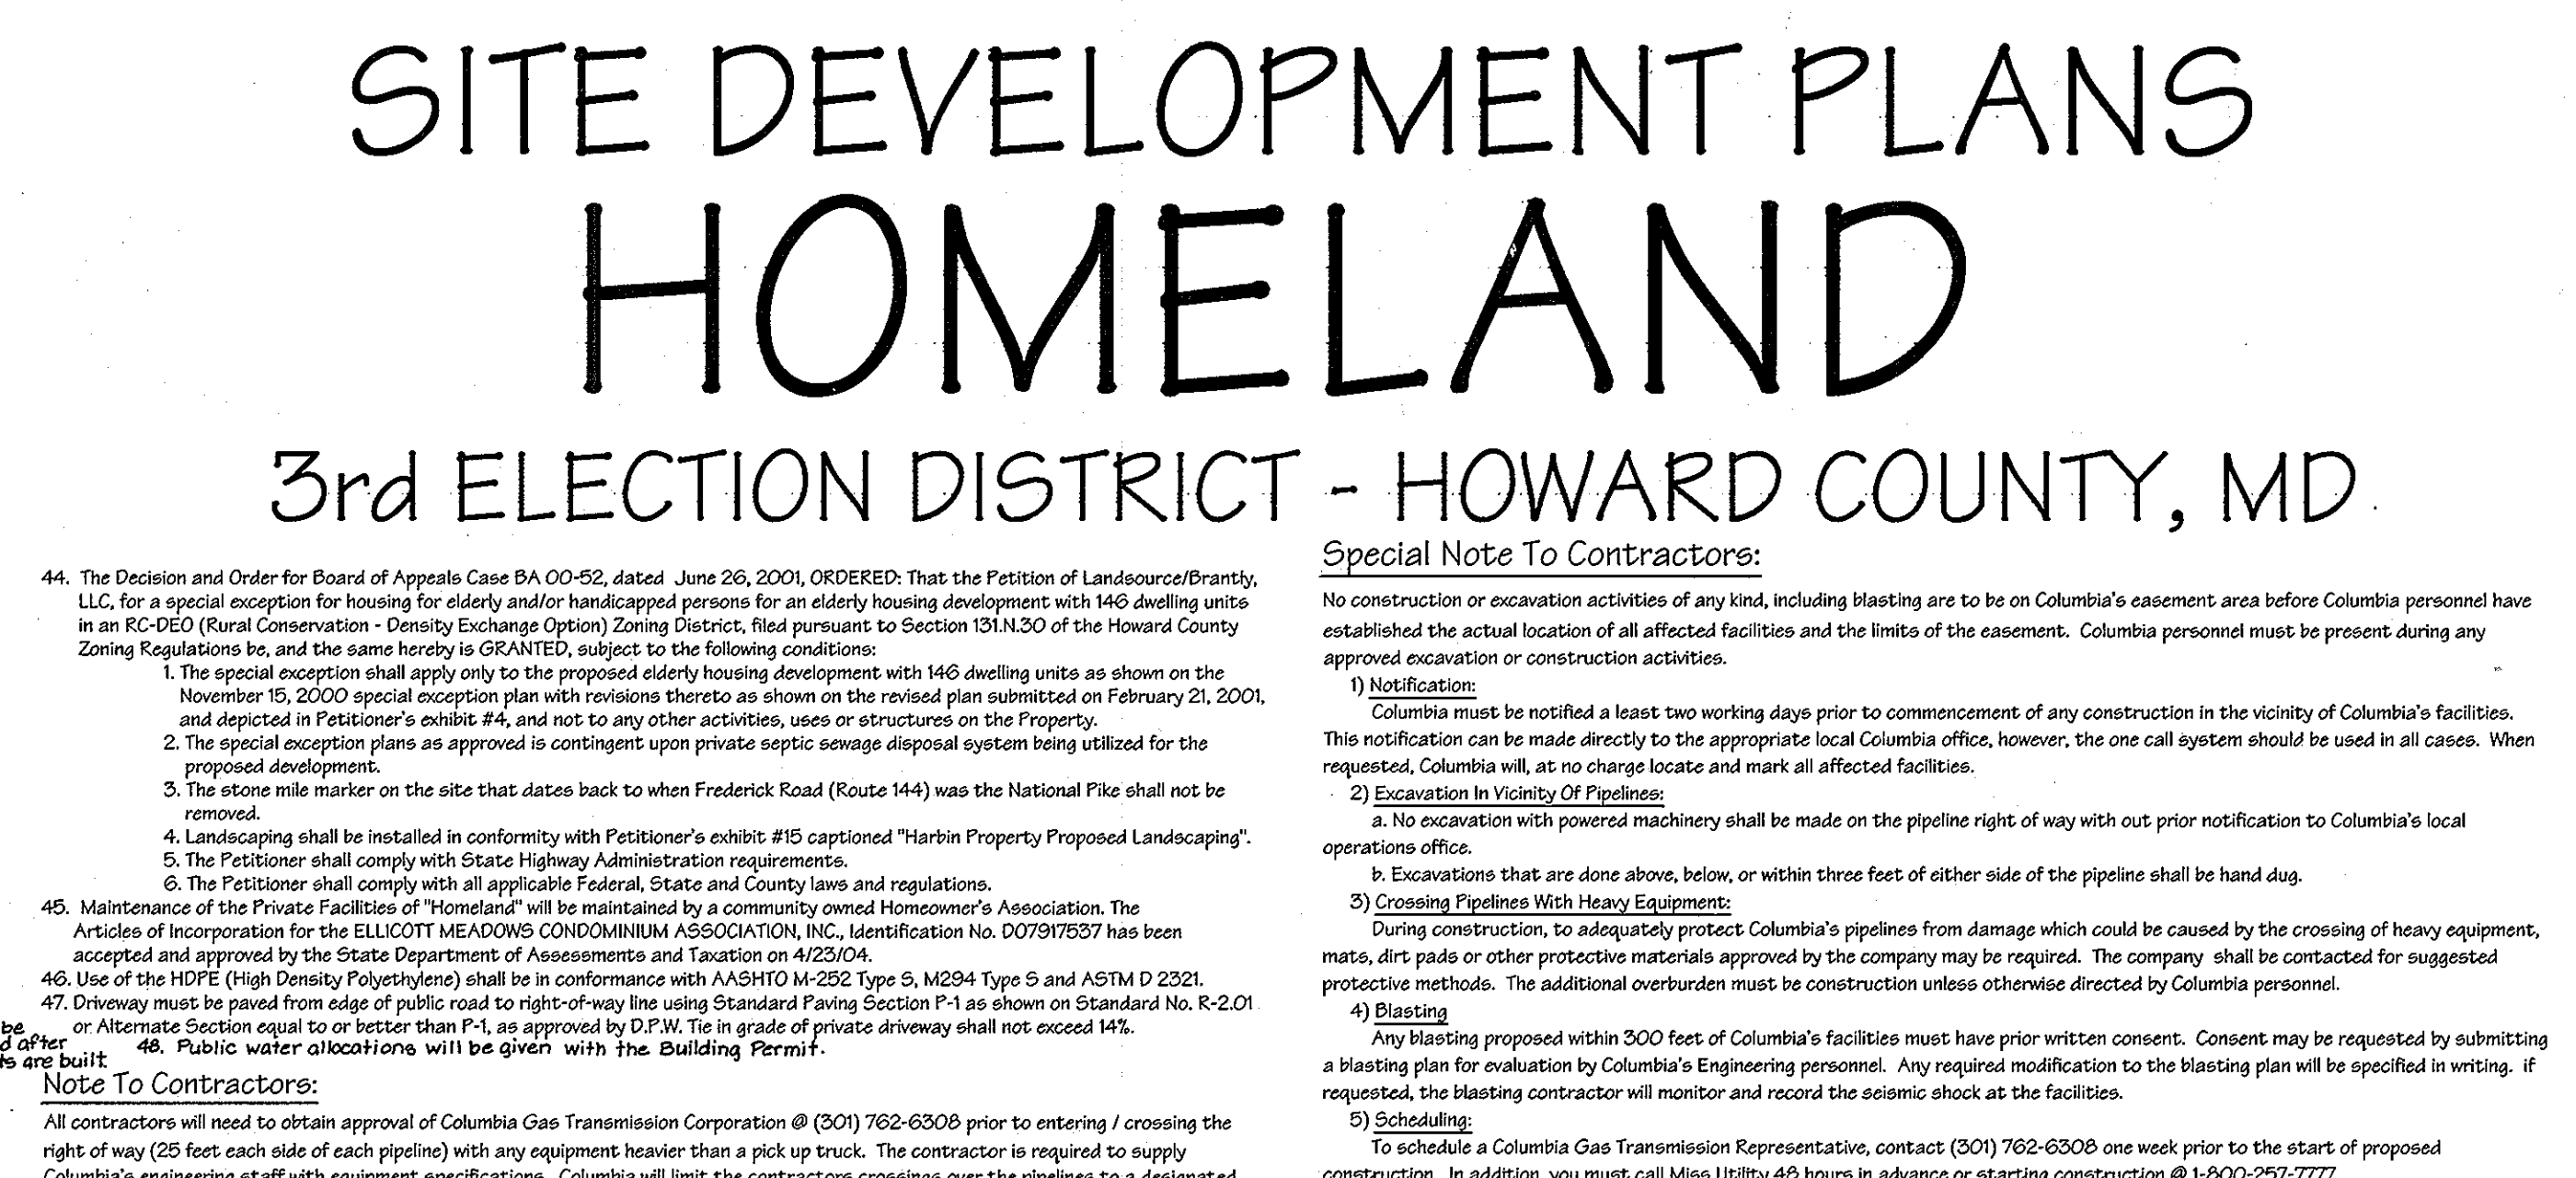 SITE DEVELOPMENT PLANS
HOMELAND
3rd ELECTION DISTRICT - HOWARD COUNTY, MD
44. The Decision and Order for Board of Appeals Case BA 00-52, dated June 26, 2001, ORDERED: That the Petition of Landsource/Brantly,
LLC, for a special exception for housing for elderly and/or handicapped persons for an elderly housing development with 146 dwelling units
in an RC-DEO (Rural Conservation - Density Exchange Option) Zoning District, filed pursuant to Section 131.N.30 of the Howard County
Zoning Regulations be, and the same hereby is GRANTED, subject to the following conditions:
1. The special exception shall apply only to the proposed elderly housing development with 146 dwelling units as shown on the
November 15, 2000 special exception plan with revisions thereto as shown on the revised plan submitted on February 21, 2001,
and depicted in Petitioner's exhibit #4, and not to any other activities, uses or structures on the Property.
2. The special exception plans as approved is contingent upon private septic sewage disposal system being utilized for the
proposed development.
3. The stone mile marker on the site that dates back to when Frederick Road (Route 144) was the National Pike shall not be
removed.
4. Landscaping shall be installed in conformity with Petitioner's exhibit #15 captioned "Harbin Property Proposed Landscaping".
5. The Petitioner shall comply with State Highway Administration requirements.
6. The Petitioner shall comply with all applicable Federal, State and County laws and regulations.
45. Maintenance of the Private Facilities of "Homeland" will be maintained by a community owned Homeowner's Association. The
Articles of Incorporation for the ELLICOTT MEADOWS CONDOMINIUM ASSOCIATION, INC., Identification No. D07917537 has been
accepted and approved by the State Department of Assessments and Taxation on 4/23/04.
46. Use of the HDPE (High Density Polyethylene) shall be in conformance with AASHTO M-252 Type S, M294 Type S and ASTM D 2321.
47. Driveway must be paved from edge of public road to right-of-way line using Standard Paving Section P-1 as shown on Standard No. R-2.01
or Alternate Section equal to or better than P-1, as approved by D.P.W. Tie in grade of private driveway shall not exceed 14%.
be
d after
ts are built
48. Public water allocations will be given with the Building Permit.
Note To Contractors:
All contractors will need to obtain approval of Columbia Gas Transmission Corporation @ (301) 762-6308 prior to entering / crossing the
right of way (25 feet each side of each pipeline) with any equipment heavier than a pick up truck. The contractor is required to supply
Columbia's engineering staff with equipment specifications. Columbia will limit the contractors crossings over the pipelines to a designated
Special Note To Contractors:
No construction or excavation activities of any kind, including blasting are to be on Columbia's easement area before Columbia personnel have
established the actual location of all affected facilities and the limits of the easement. Columbia personnel must be present during any
approved excavation or construction activities.
1) Notification:
Columbia must be notified a least two working days prior to commencement of any construction in the vicinity of Columbia's facilities.
This notification can be made directly to the appropriate local Columbia office, however, the one call system should be used in all cases. When
requested, Columbia will, at no charge locate and mark all affected facilities.
2) Excavation In Vicinity Of Pipelines:
a. No excavation with powered machinery shall be made on the pipeline right of way with out prior notification to Columbia's local
operations office.
b. Excavations that are done above, below, or within three feet of either side of the pipeline shall be hand dug.
3) Crossing Pipelines With Heavy Equipment:
During construction, to adequately protect Columbia's pipelines from damage which could be caused by the crossing of heavy equipment,
mats, dirt pads or other protective materials approved by the company may be required. The company shall be contacted for suggested
protective methods. The additional overburden must be construction unless otherwise directed by Columbia personnel.
4) Blasting
Any blasting proposed within 300 feet of Columbia's facilities must have prior written consent. Consent may be requested by submitting
a blasting plan for evaluation by Columbia's Engineering personnel. Any required modification to the blasting plan will be specified in writing. if
requested, the blasting contractor will monitor and record the seismic shock at the facilities.
5) Scheduling:
To schedule a Columbia Gas Transmission Representative, contact (301) 762-6308 one week prior to the start of proposed
construction. In addition, you must call Miss Utility 48 hours in advance or starting construction @ 1-800-257-7777